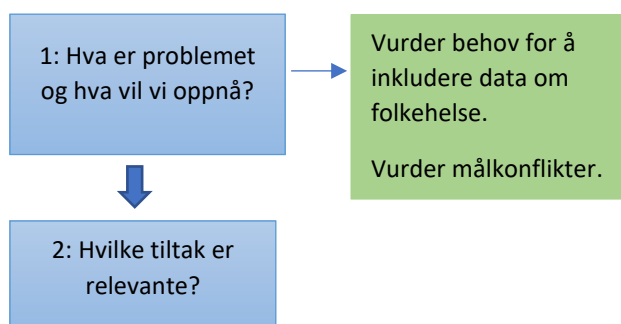 1: Hva er problemet
og hva vil vi oppnå?
Vurder behov for å
inkludere data om
folkehelse.
Vurder målkonflikter.
2: Hvilke tiltak er
relevante?